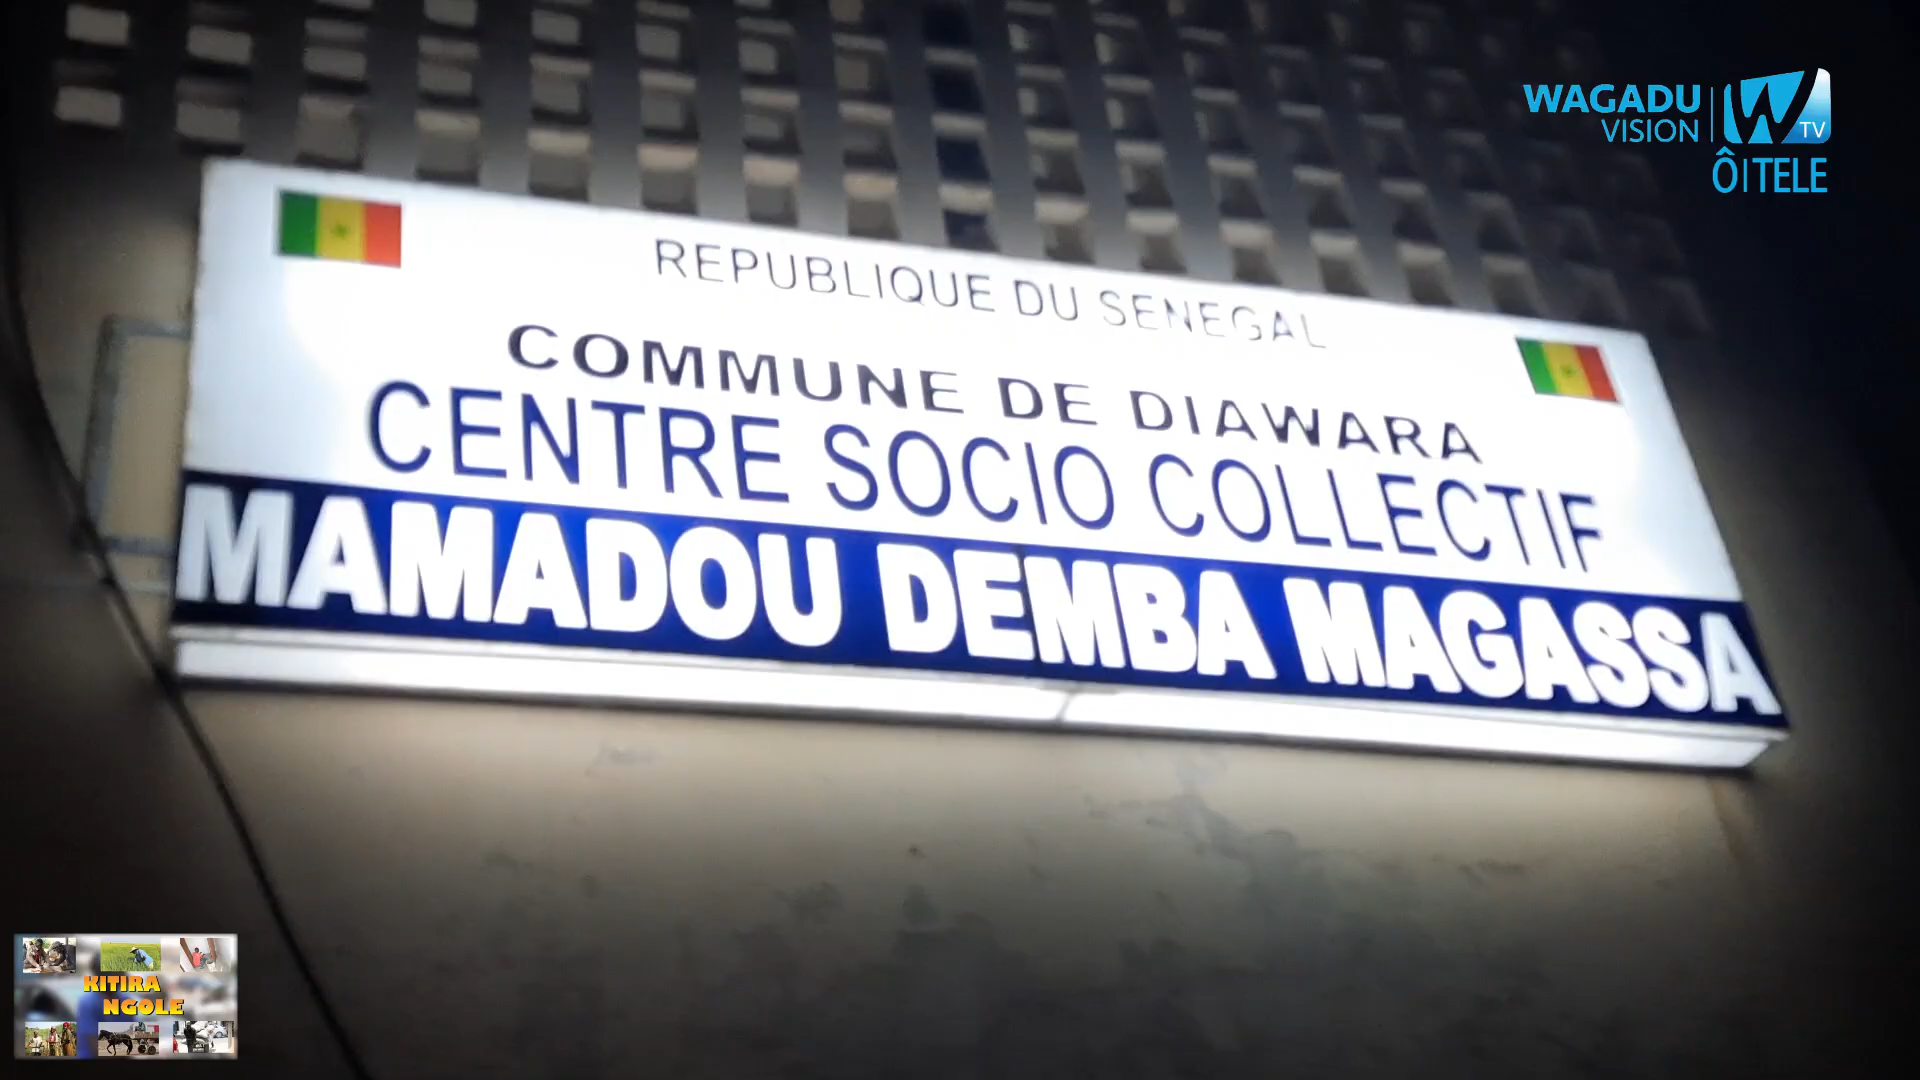 WAGADU
VISION
TV
ÔITELE
REPUBLIQUE DU SENEGAL
COMMUNE DE DIAWARA
CENTRE SOCIO COLLECTIF
MAMADOU DEMBA MAGASSA
KITIRA
NGOLE